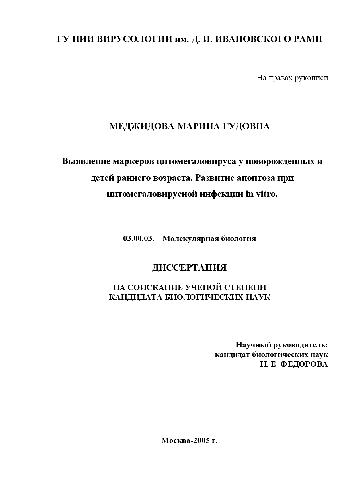 ГУ НИИ ВИРУСОЛОГИИ им. Д. И. ИВАНОВСКОГО РАМН
На правах рукописи
МЕДЖИДОВА МАРИНА ГУДОВНА
Выявление маркеров цитомегаловируса у новорожденных и
детей раннего возраста. Развитие апоптоза при
цитомегаловирусной инфекции in vitro.
03.00.03. Молекулярная биология
ДИССЕРТАЦИЯ
НА СОИСКАНИЕ УЧЕНОЙ СТЕПЕНИ
КАНДИДАТА БИОЛОГИЧЕСКИХ НАУК
Научный руководитель:
кандидат биологических наук
Н. Е. ФЕДОРОВА
Москва-2005 г.